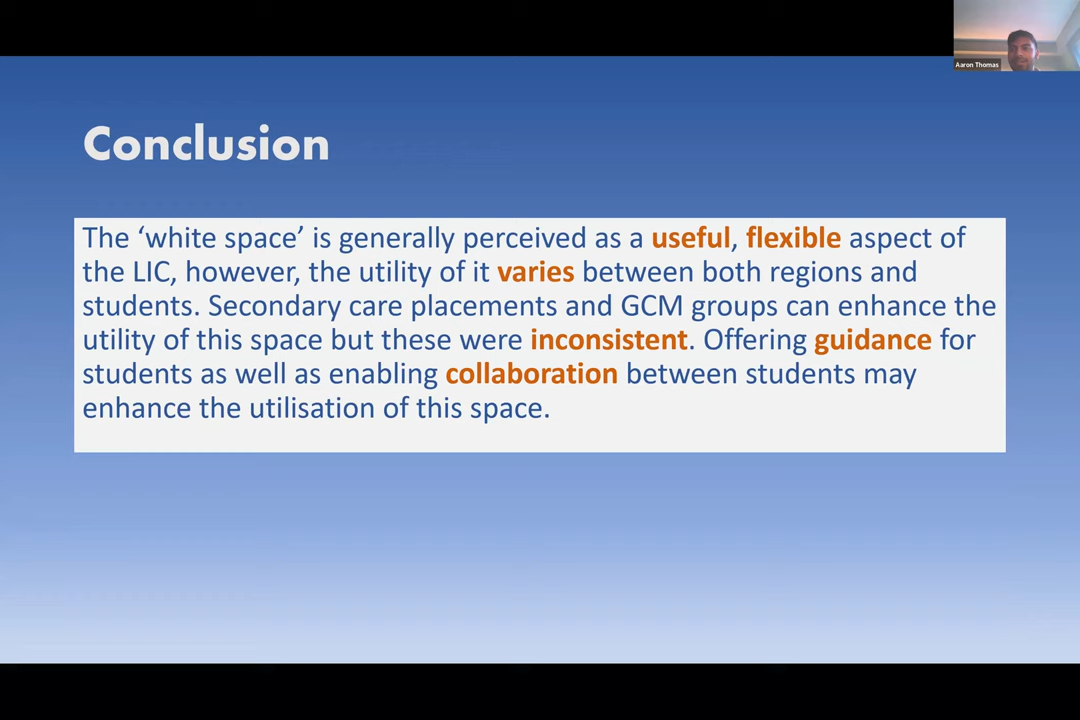 Aaron Thomas
Conclusion
The ‘white space’ is generally perceived as a useful, flexible aspect of
the LIC, however, the utility of it varies between both regions and
students. Secondary care placements and GCM groups can enhance the
utility of this space but these were inconsistent. Offering guidance for
students as well as enabling collaboration between students may
enhance the utilisation of this space.